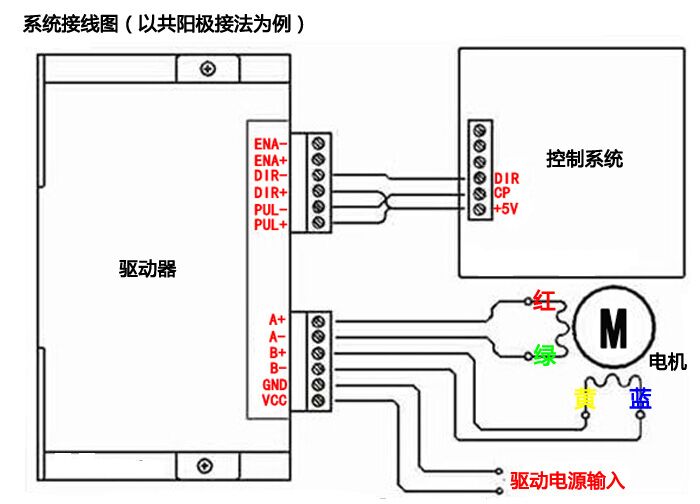 系统接线图（以共阳极接法为例）
ENA-
ENA+
DIR-
DIR+
PUL-
PUL+
驱动器
控制系统
DIR
CP
+5V
A+
A-
B+
B-
GND
VCC
红
绿
M
电机
黄
蓝
驱动电源输入